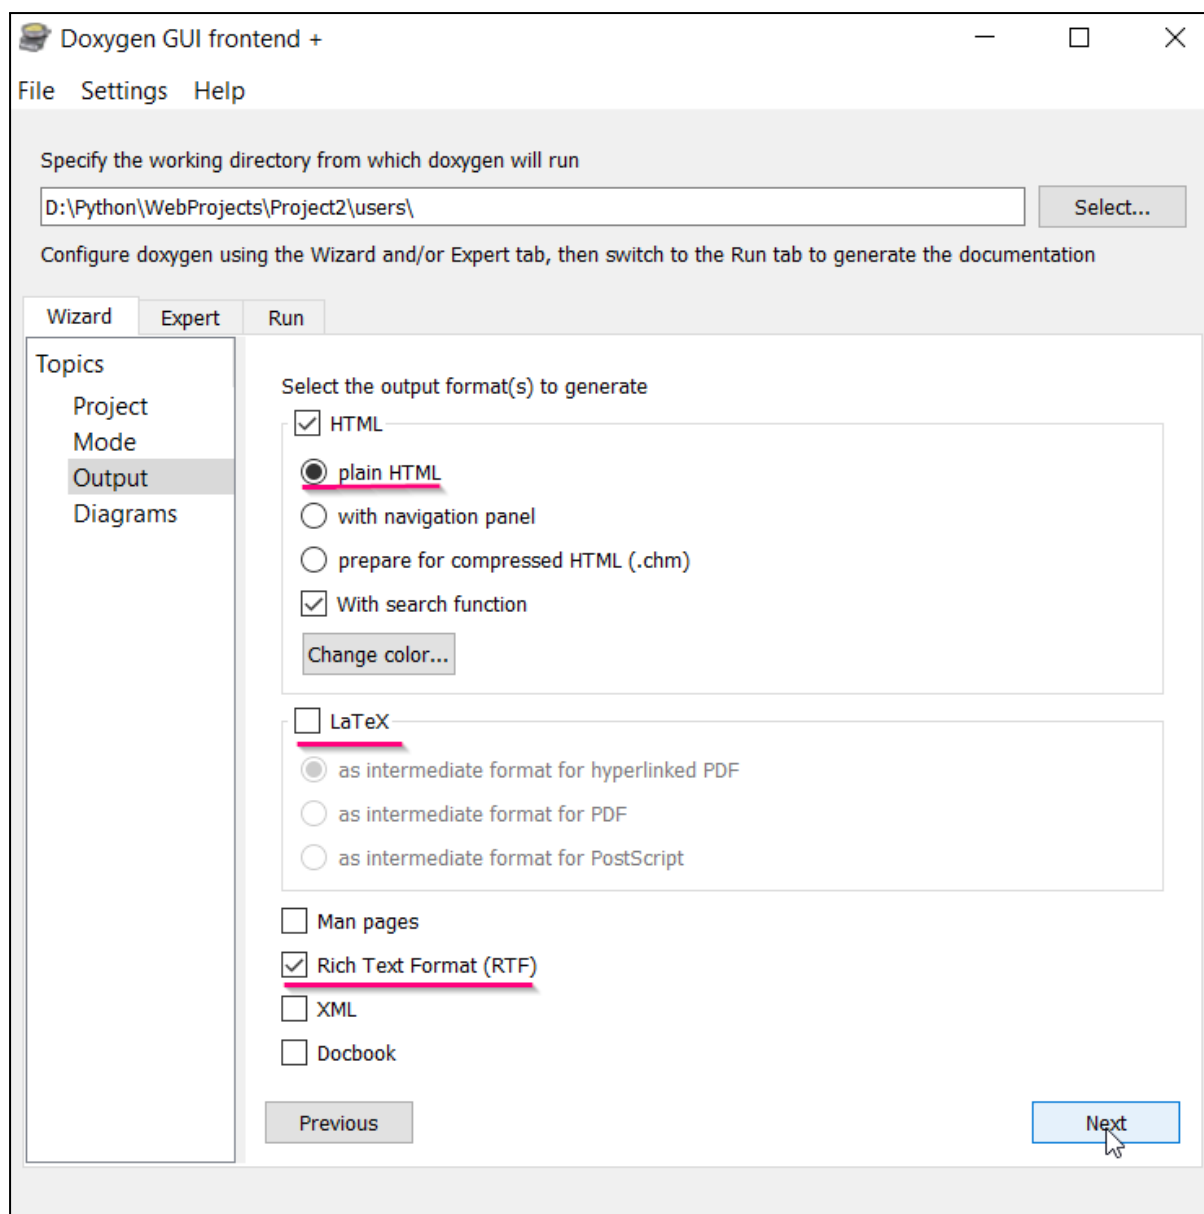 Doxygen GUI frontend +
File Settings Help
Specify the working directory from which doxygen will run
D:\Python\WebProjects\Project2\users\
Select...
Configure doxygen using the Wizard and/or Expert tab, then switch to the Run tab to generate the documentation
Wizard Expert Run
Topics
Project
Mode
Output
Diagrams
Select the output format(s) to generate
HTML
plain HTML
with navigation panel
prepare for compressed HTML (.chm)
With search function
Change color...
LaTeX
as intermediate format for hyperlinked PDF
as intermediate format for PDF
as intermediate format for PostScript
Man pages
Rich Text Format (RTF)
XML
Docbook
Previous
Next